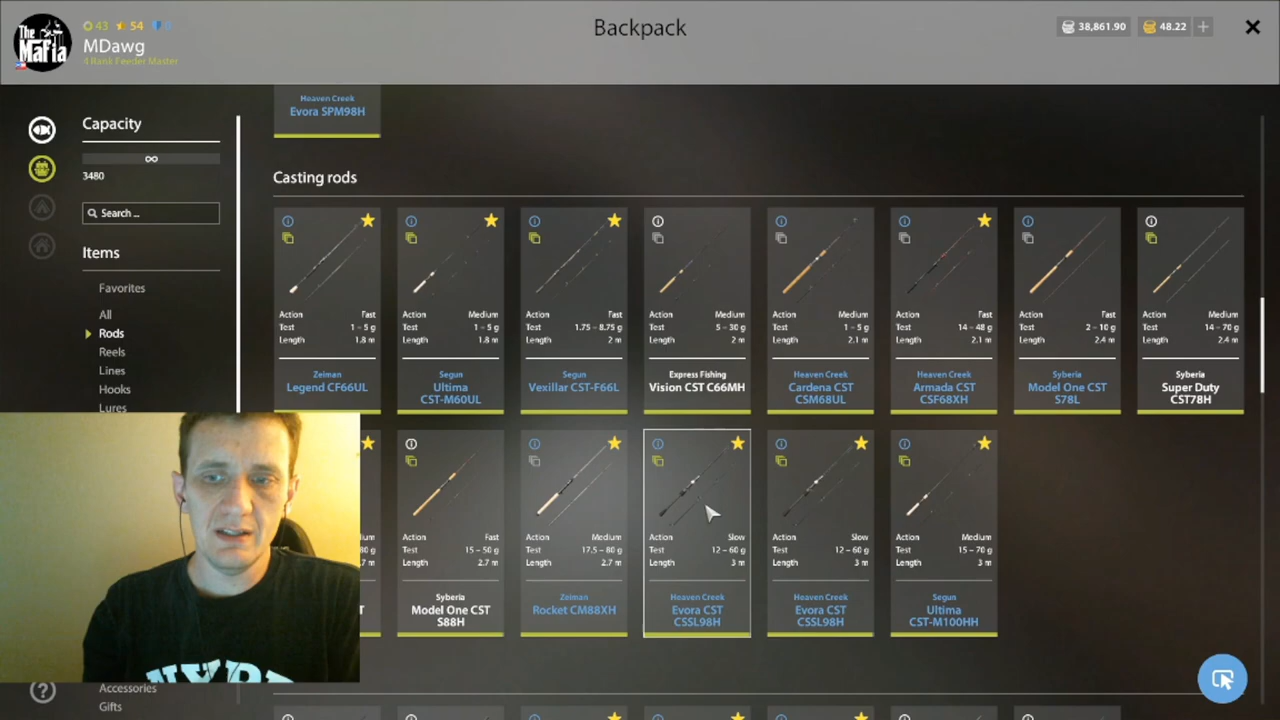 The
Mafia
43 54
MDawg
4 Rank Feeder Master
Backpack
38,861.90
48.22
+
Capacity
∞
3480
Search ...
Items
Favorites
All
Rods
Reels
Lines
Hooks
Lures
Accessories
Gifts
?
Heaven Creek
Evora SPM98H
Casting rods
Action Fast
Test 1 – 5 g
Length 1.8 m
Zeiman
Legend CF66UL
Action Medium
Test 1 – 5 g
Length 1.8 m
Segun
Ultima
CST-M60UL
Action Fast
Test 1.75 – 8.75 g
Length 2 m
Segun
Vexillar CST-F66L
Action Medium
Test 5 – 30 g
Length 2 m
Express Fishing
Vision CST C66MH
Action Medium
Test 1 – 5 g
Length 2.1 m
Heaven Creek
Cardena CST
CSM68UL
Action Fast
Test 14 – 48 g
Length 2.1 m
Heaven Creek
Armada CST
CSF68XH
Action Fast
Test 2 – 10 g
Length 2.4 m
Syberia
Model One CST
S78L
Action Medium
Test 14 – 70 g
Length 2.4 m
Syberia
Super Duty
CST78H
Action Fast
Test 15 – 50 g
Length 2.7 m
Syberia
Model One CST
S88H
Action Medium
Test 17.5 – 80 g
Length 2.7 m
Zeiman
Rocket CM88XH
Action Slow
Test 12 – 60 g
Length 3 m
Heaven Creek
Evora CST
CSSL98H
Action Slow
Test 12 – 60 g
Length 3 m
Heaven Creek
Evora CST
CSSL98H
Action Medium
Test 15 – 70 g
Length 3 m
Segun
Ultima
CST-M100HH